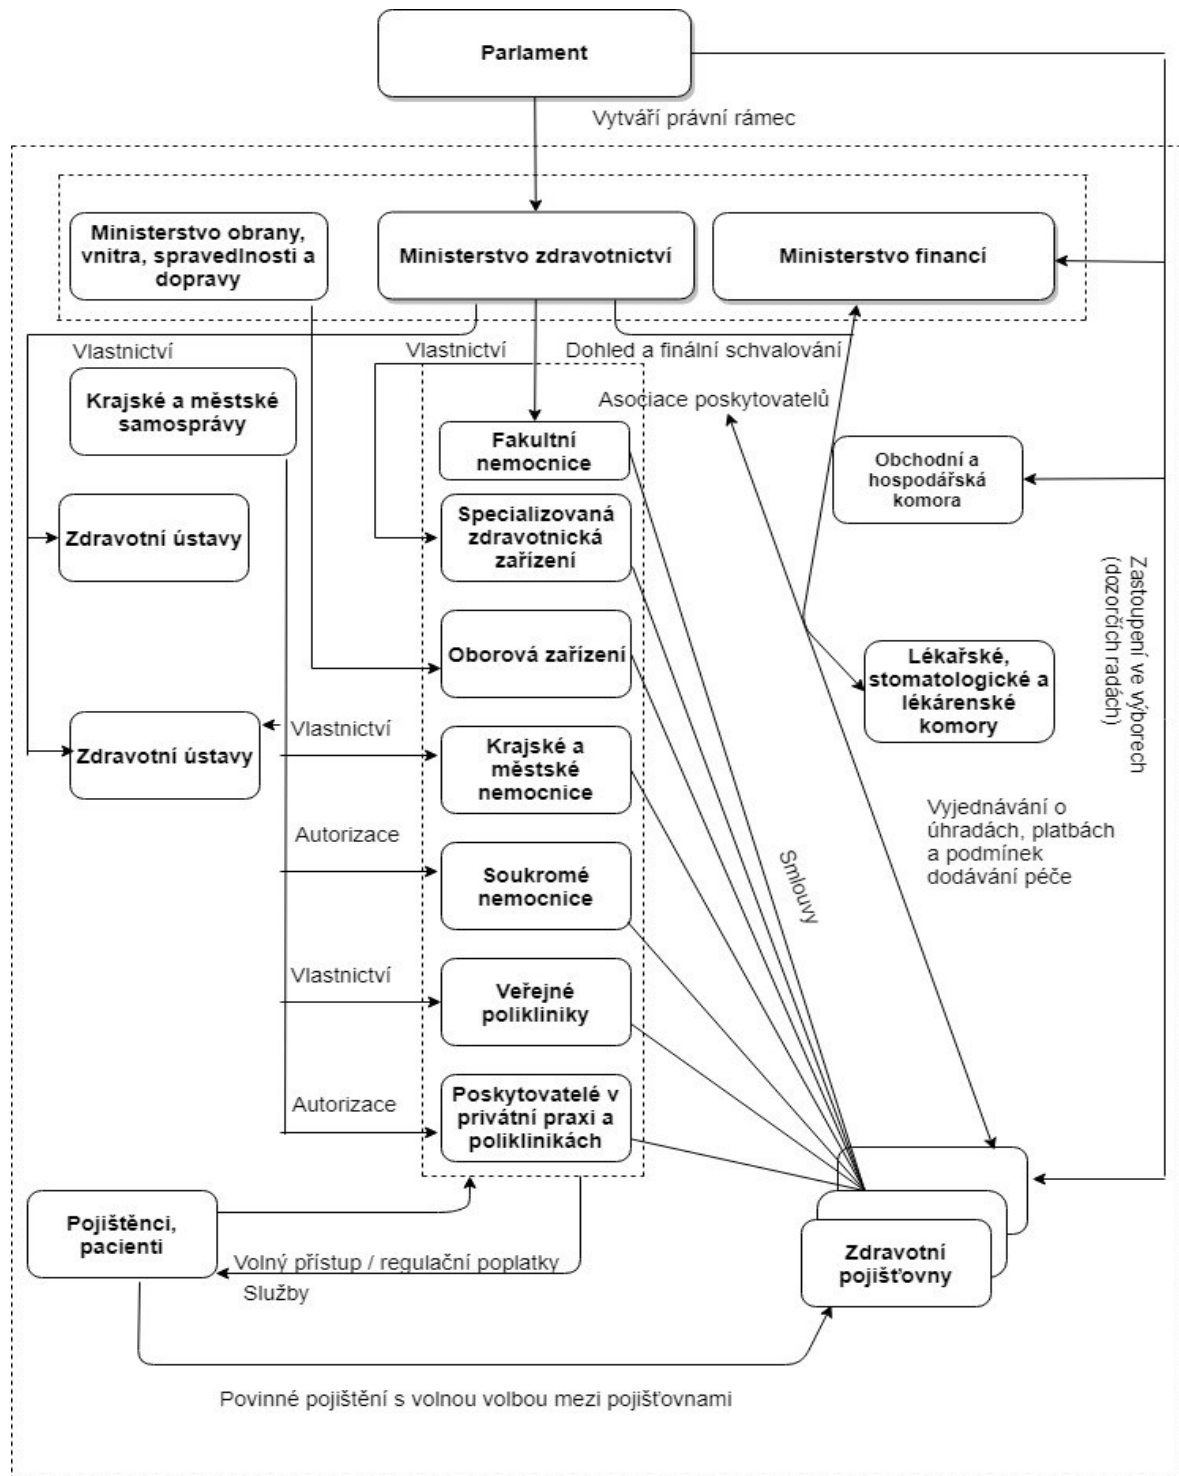 Parlament
Vytváří právní rámec
Ministerstvo obrany,
vnitra, spravedlnosti a
dopravy
Ministerstvo zdravotnictví
Ministerstvo financí
Vlastnictví
Vlastnictví
Dohled a finální schvalování
Krajské a městské
samosprávy
Asociace poskytovatelů
Fakultní
nemocnice
Obchodní a
hospodářská
komora
Zdravotní ústavy
Specializovaná
zdravotnická
zařízení
Zastoupení ve výborech
(dozorčích radách)
Oborová zařízení
Lékařské,
stomatologické a
lékárenské
komory
Zdravotní ústavy
Vlastnictví
Krajské a
městské
nemocnice
Vyjednávání o
úhradách, platbách
a podmínek
dodávání péče
Autorizace
Soukromé
nemocnice
Smlouvy
Vlastnictví
Veřejné
polikliniky
Autorizace
Poskytovatelé v
privátní praxi a
poliklinikách
Pojištěnci,
pacienti
Volný přístup / regulační poplatky
Služby
Zdravotní
pojišťovny
Povinné pojištění s volnou volbou mezi pojišťovnami